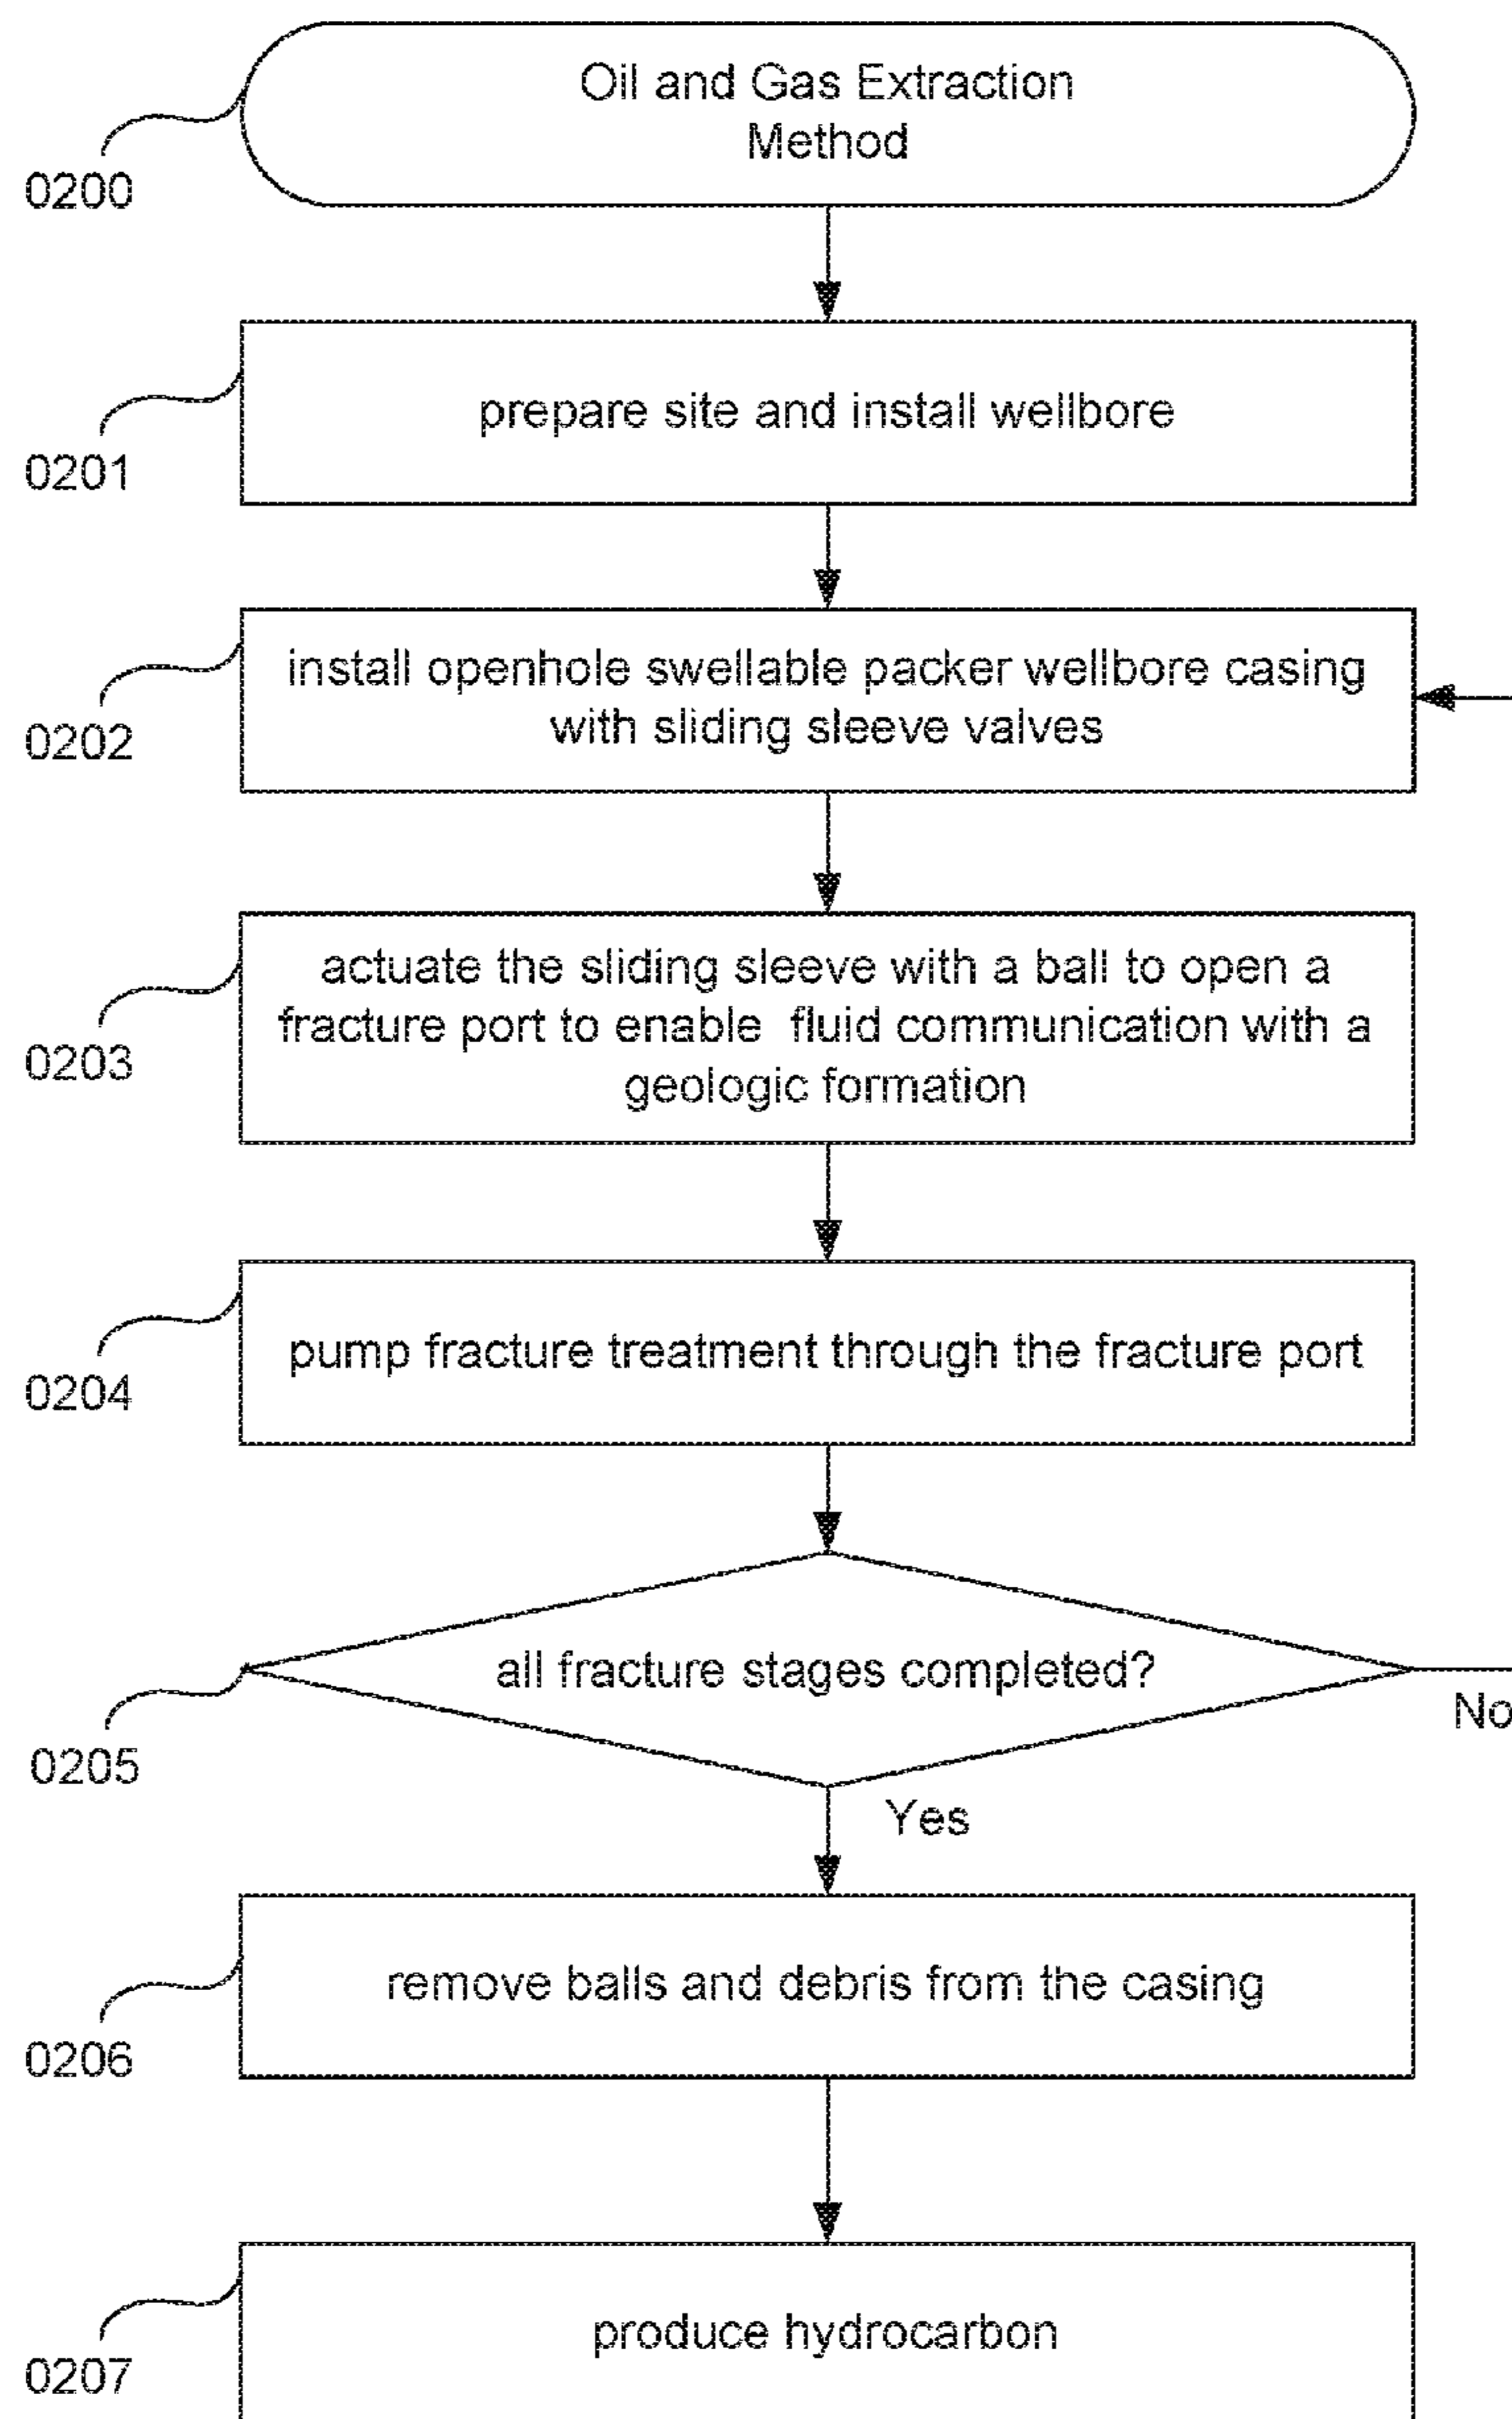 Oil and Gas Extraction
Method
0200
prepare site and install wellbore
0201
install openhole swellable packer wellbore casing
with sliding sleeve valves
0202
actuate the sliding sleeve with a ball to open a
fracture port to enable  fluid communication with a
geologic formation
0203
pump fracture treatment through the fracture port
0204
all fracture stages completed?
No
0205
Yes
remove balls and debris from the casing
0206
produce hydrocarbon
0207